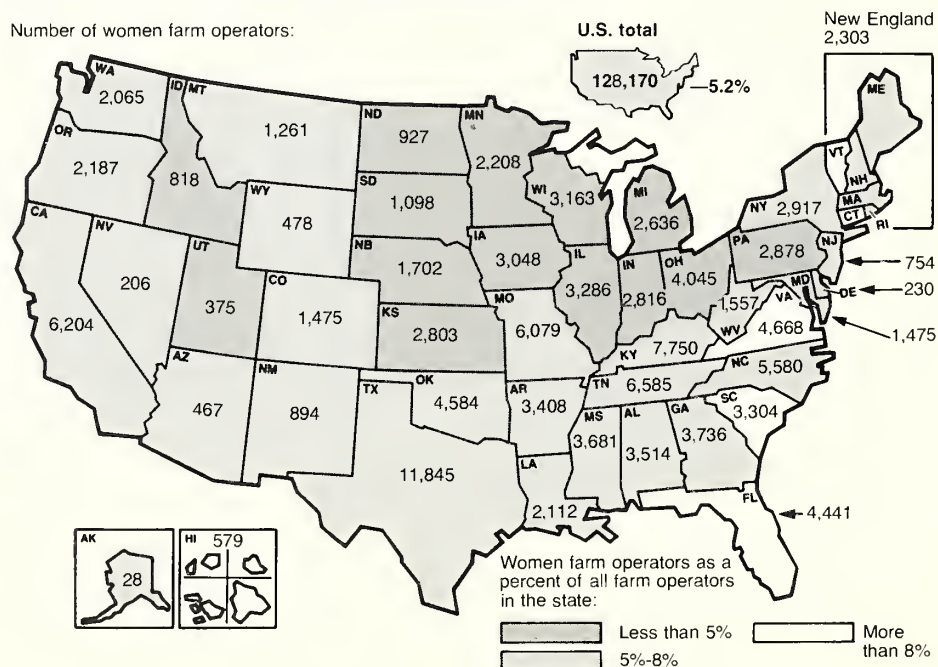 Number of women farm operators:
U.S. total
128,170
5.2%
New England
2,303
WA
2,065
OR
2,187
CA
6,204
NV
206
ID
818
MT
1,261
WY
478
UT
375
CO
1,475
AZ
467
NM
894
ND
927
SD
1,098
NB
1,702
KS
2,803
OK
4,584
TX
11,845
MN
2,208
IA
3,048
MO
6,079
AR
3,408
LA
2,112
WI
3,163
IL
3,286
MI
2,636
IN
2,816
OH
4,045
KY
7,750
TN
6,585
MS
3,681
AL
3,514
GA
3,736
FL
4,441
SC
3,304
NC
5,580
VA
4,668
WV
1,557
PA
2,878
NY
2,917
ME
VT
NH
MA
CT
RI
NJ
754
DE
230
MD
1,475
AK
28
HI
579
Women farm operators as a
percent of all farm operators
in the state:
Less than 5%
5%-8%
More
than 8%